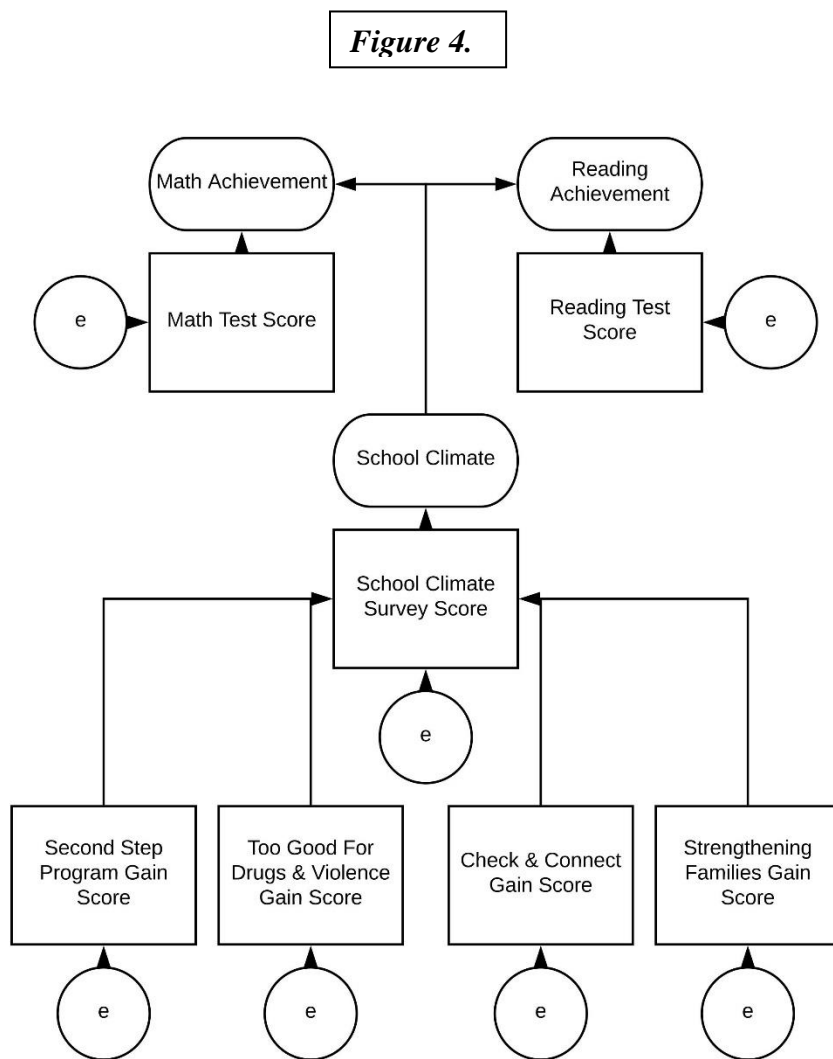 Figure 4.
Math Achievement
Reading
Achievement
e
Math Test Score
Reading Test
Score
e
School Climate
School Climate
Survey Score
e
Second Step
Program Gain
Score
Too Good For
Drugs & Violence
Gain Score
Check & Connect
Gain Score
Strengthening
Families Gain
Score
e
e
e
e